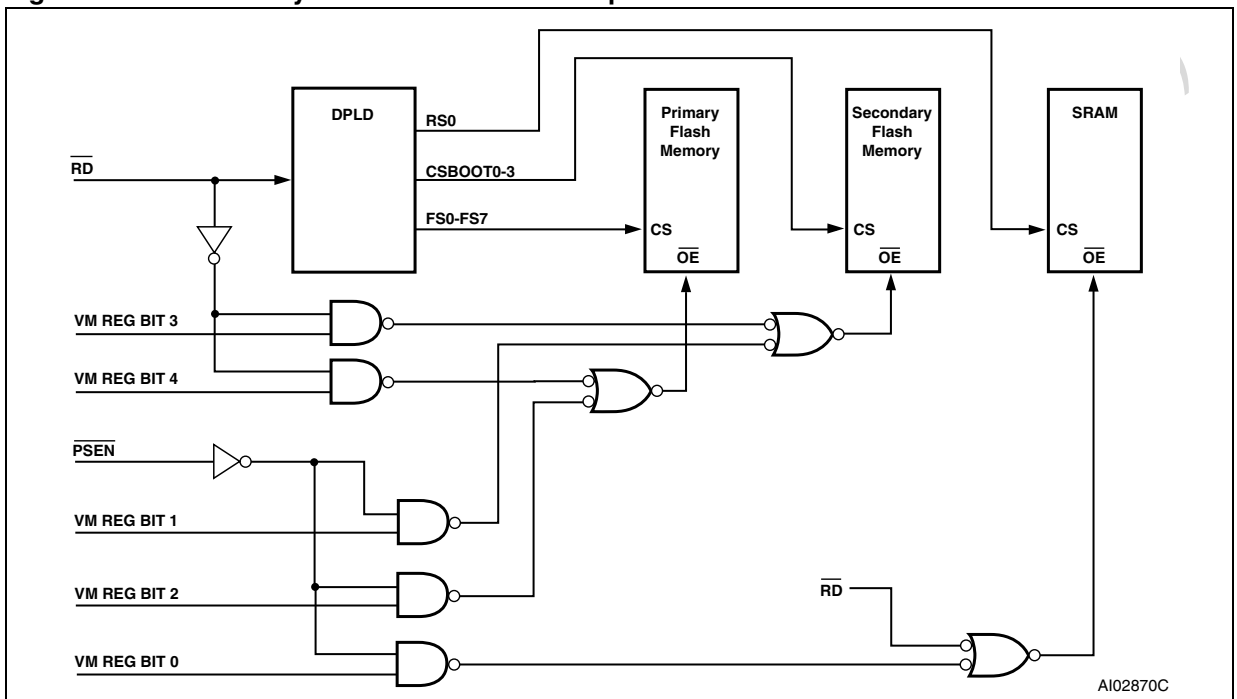 DPLD
RS0
CSBOOT0-3
FS0-FS7
Primary
Flash
Memory
CS
OE
Secondary
Flash
Memory
CS
OE
SRAM
CS
OE
RD
VM REG BIT 3
VM REG BIT 4
PSEN
VM REG BIT 1
VM REG BIT 2
VM REG BIT 0
RD
AI02870C